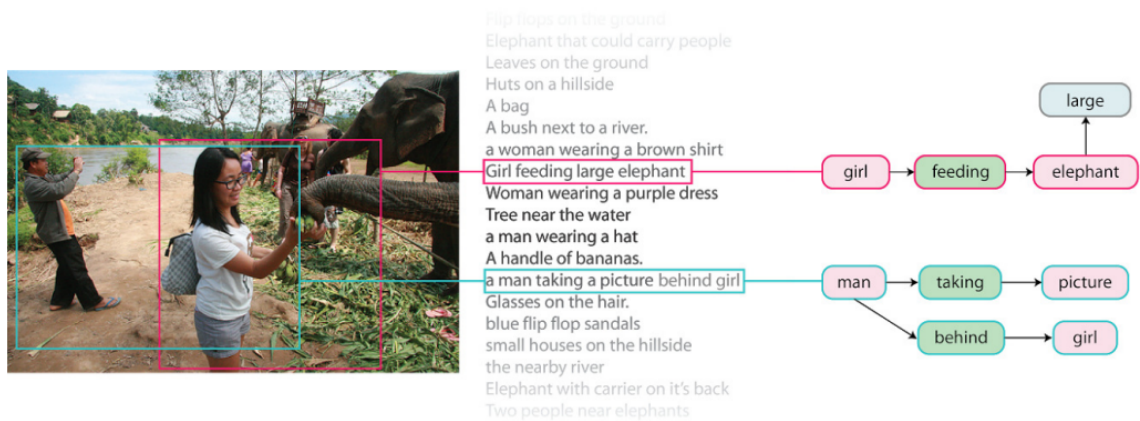 Flip flops on the ground
Elephant that could carry people
Leaves on the ground
Huts on a hillside
A bag
A bush next to a river.
a woman wearing a brown shirt
Girl feeding large elephant
Woman wearing a purple dress
Tree near the water
a man wearing a hat
A handle of bananas.
a man taking a picture behind girl
Glasses on the hair.
blue flip flop sandals
small houses on the hillside
the nearby river
Elephant with carrier on it's back
Two people near elephants
large
girl
feeding
elephant
man
taking
picture
behind
girl